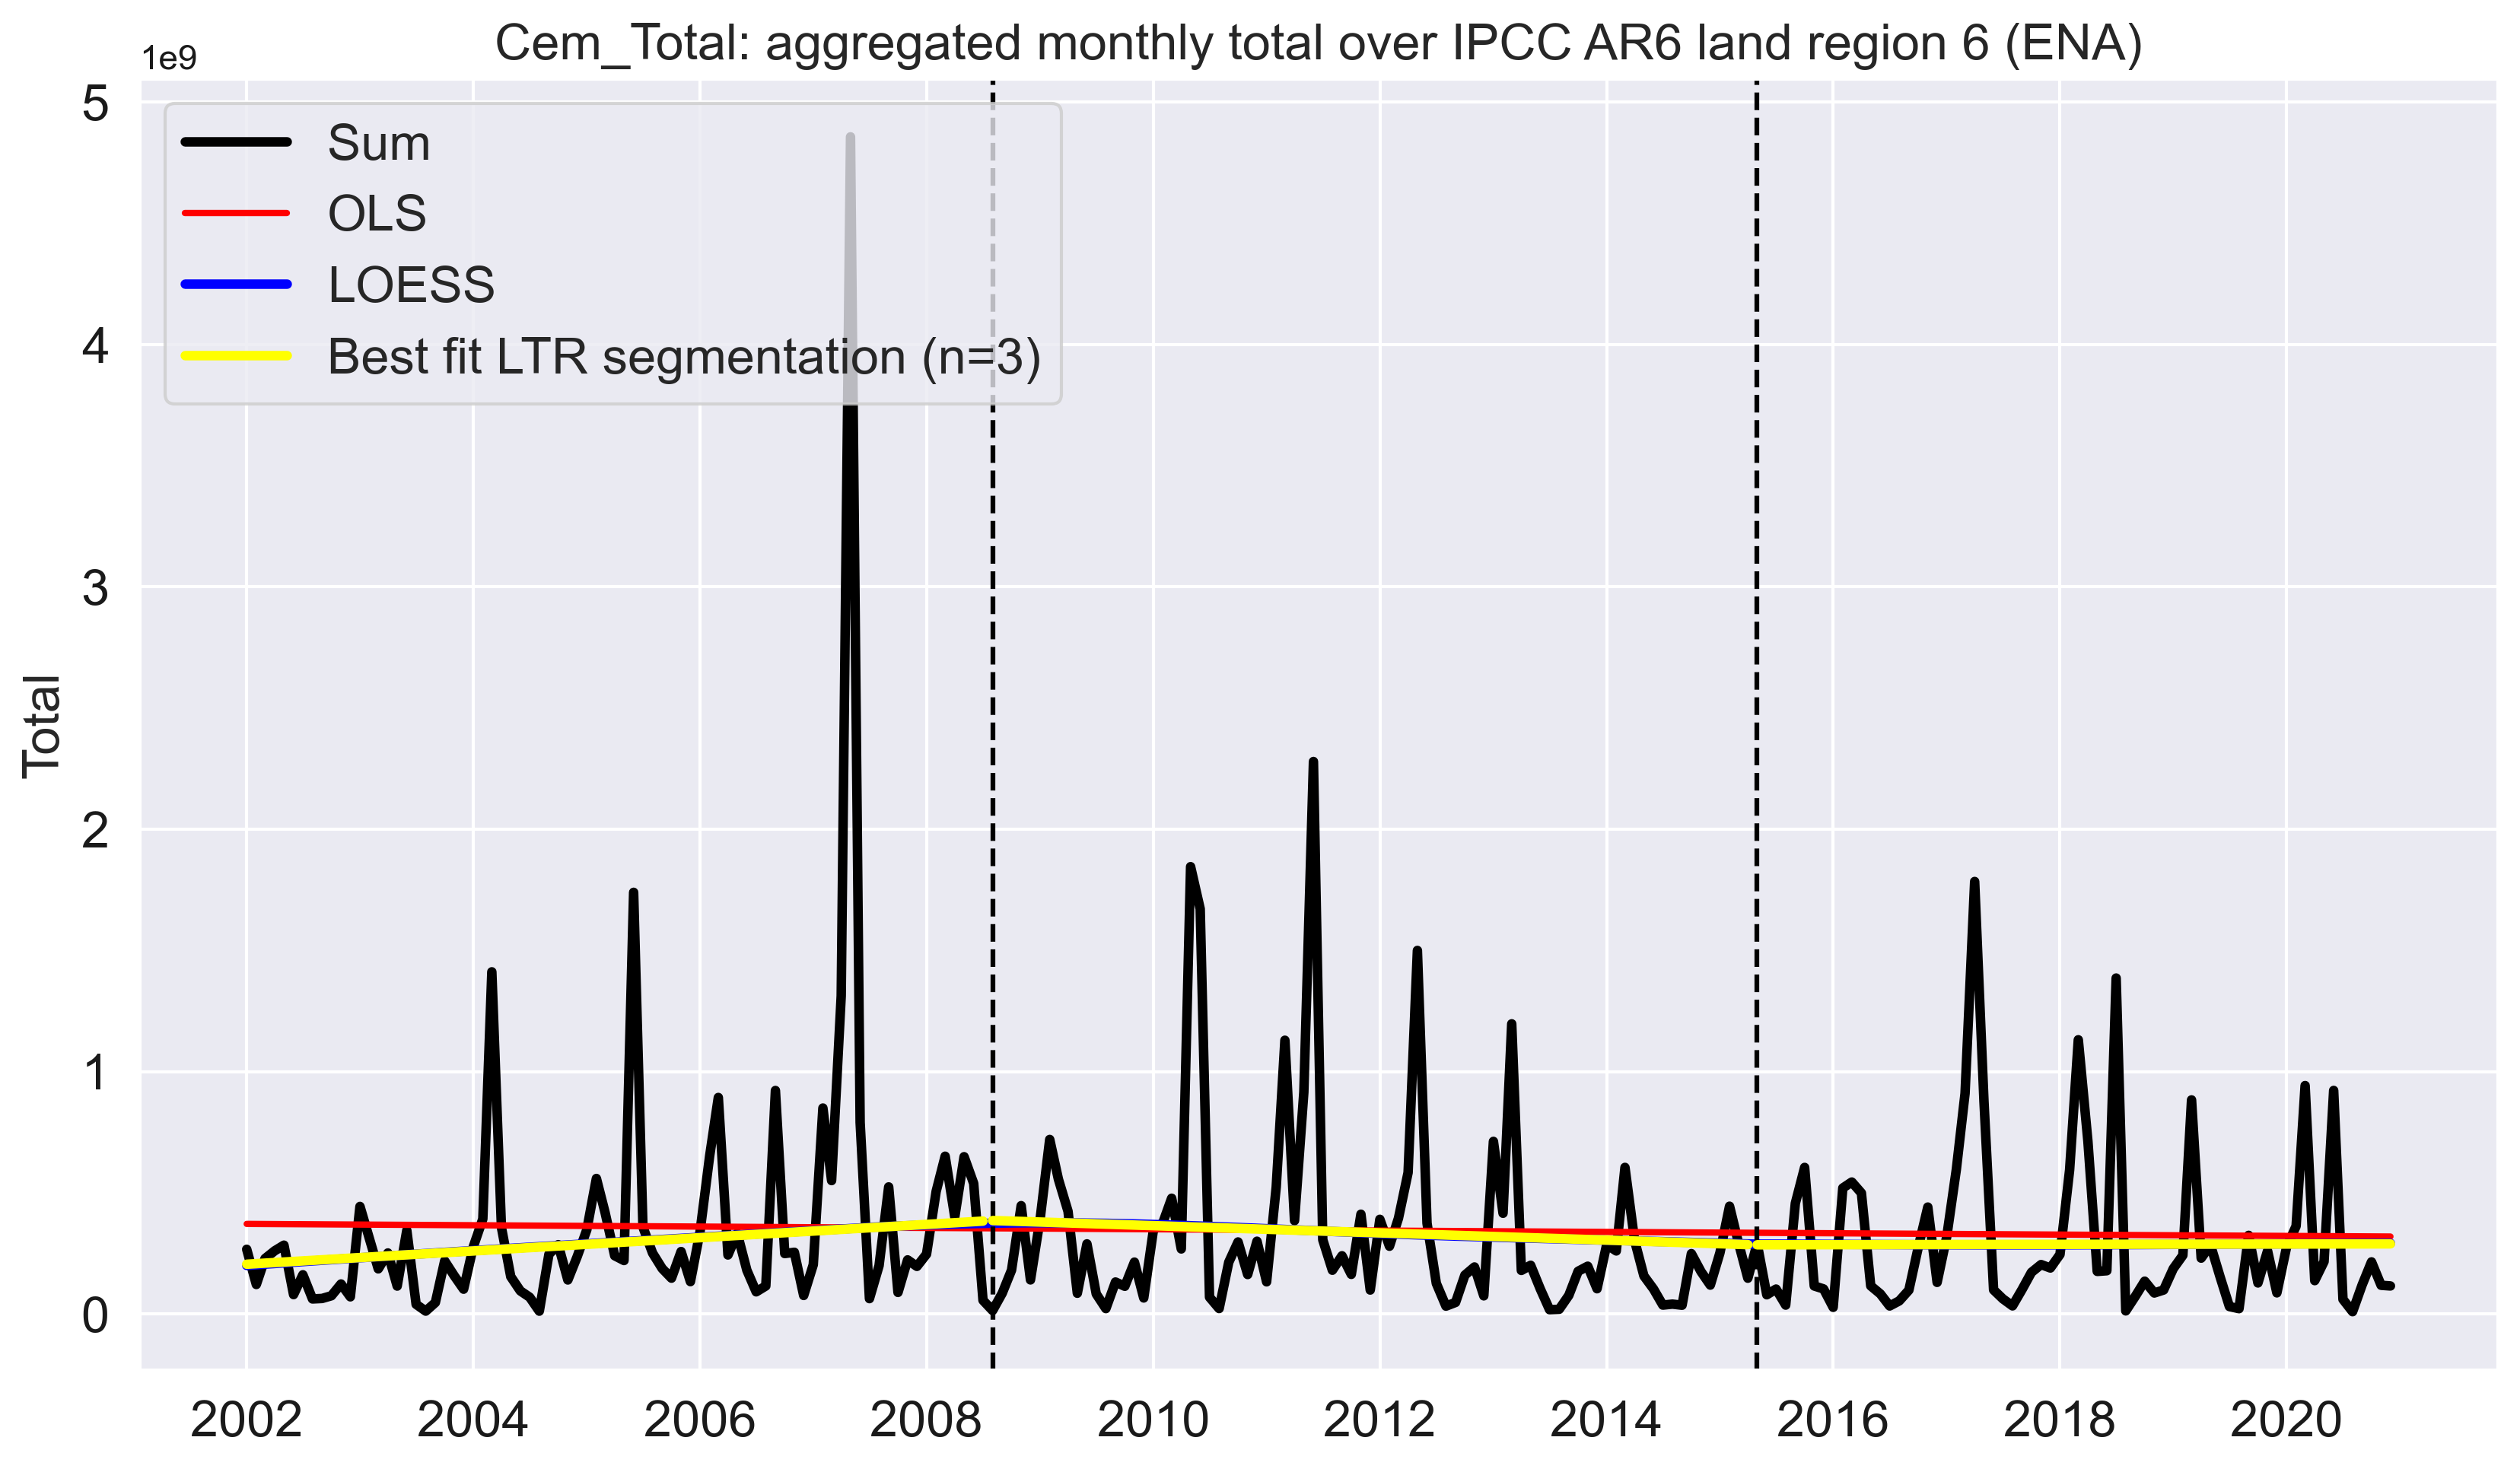 Cem_Total: aggregated monthly total over IPCC AR6 land region 6 (ENA)
1e9
5
4
3
2
1
0
Total
Sum
OLS
LOESS
Best fit LTR segmentation (n=3)
2002 2004 2006 2008 2010 2012 2014 2016 2018 2020